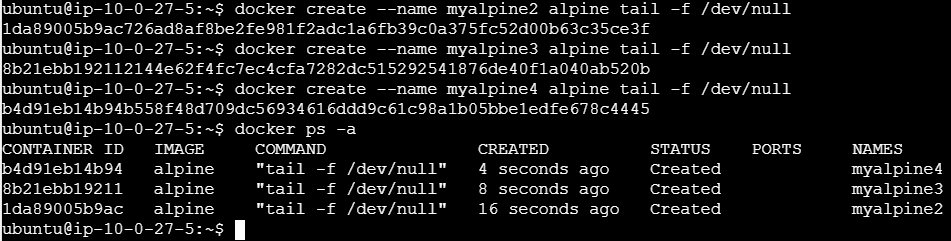 ubuntu@ip-10-0-27-5:~$ docker create --name myalpine2 alpine tail -f /dev/null
1da89005b9ac726ad8af8be2fe981f2adc1a6fb39c0a375fc52d00b63c35ce3f
ubuntu@ip-10-0-27-5:~$ docker create --name myalpine3 alpine tail -f /dev/null
8b21ebb192112144e62f4fc7ec4cfa7282dc515292541876de40f1a040ab520b
ubuntu@ip-10-0-27-5:~$ docker create --name myalpine4 alpine tail -f /dev/null
b4d91eb14b94b558f48d709dc56934616ddd9c61c98a1b05bbe1edfe678c4445
ubuntu@ip-10-0-27-5:~$ docker ps -a
CONTAINER ID   IMAGE    COMMAND               CREATED          STATUS    PORTS     NAMES
b4d91eb14b94   alpine   "tail -f /dev/null"   4 seconds ago    Created             myalpine4
8b21ebb19211   alpine   "tail -f /dev/null"   8 seconds ago    Created             myalpine3
1da89005b9ac   alpine   "tail -f /dev/null"   16 seconds ago   Created             myalpine2
ubuntu@ip-10-0-27-5:~$